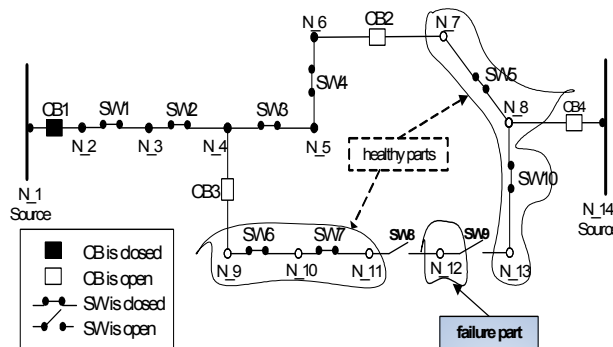 N_6
CB2
N_7
SW4
SW5
CB1
SW1
SW2
SW3
N_8
CB4
N_2
N_3
N_4
N_5
healthy parts
N_1
Source
CB3
SW10
N_14
Source
SW6
SW7
SW8
SW9
N_9
N_10
N_11
N_12
N_13
CB is closed
CB is open
SW is closed
SW is open
failure part